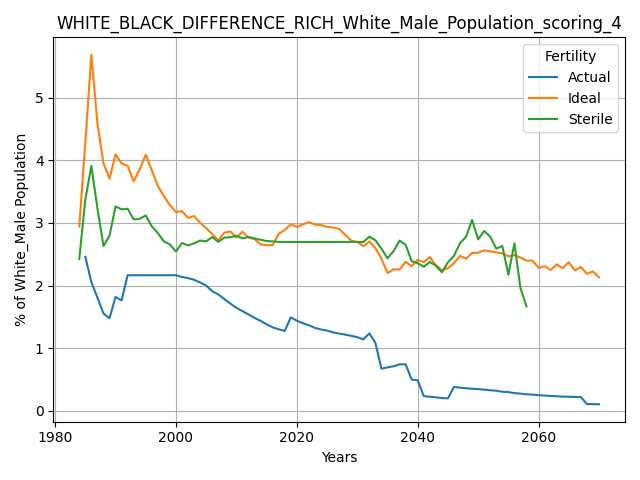 WHITE_BLACK_DIFFERENCE_RICH_White_Male_Population_scoring_4
Fertility
Actual
Ideal
Sterile
% of White_Male Population
5
4
3
2
1
0
1980 2000 2020 2040 2060
Years